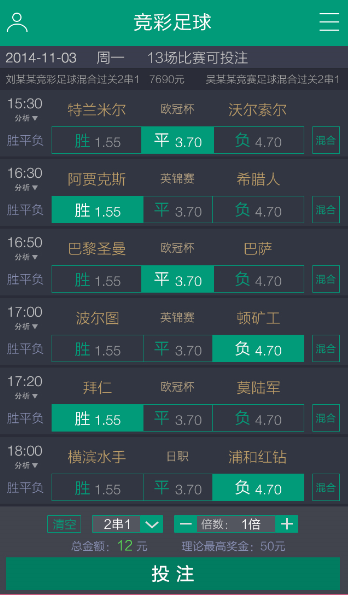 竞彩足球
2014-11-03 周一 13场比赛可投注
刘某某竞彩足球混合过关2串1 7690元 吴某某竞赛足球混合过关2串1
15:30 特兰米尔 欧冠杯 沃尔索尔
分析
胜平负 胜 1.55 平 3.70 负 4.70 混合
16:30 阿贾克斯 英锦赛 希腊人
分析
胜平负 胜 1.55 平 3.70 负 4.70 混合
16:50 巴黎圣曼 欧冠杯 巴萨
分析
胜平负 胜 1.55 平 3.70 负 4.70 混合
17:00 波尔图 英锦赛 顿矿工
分析
胜平负 胜 1.55 平 3.70 负 4.70 混合
17:20 拜仁 欧冠杯 莫陆军
分析
胜平负 胜 1.55 平 3.70 负 4.70 混合
18:00 横滨水手 日职 浦和红钻
分析
胜平负 胜 1.55 平 3.70 负 4.70 混合
清空 2串1 倍数: 1倍
总金额: 12 元 理论最高奖金: 50元
投注